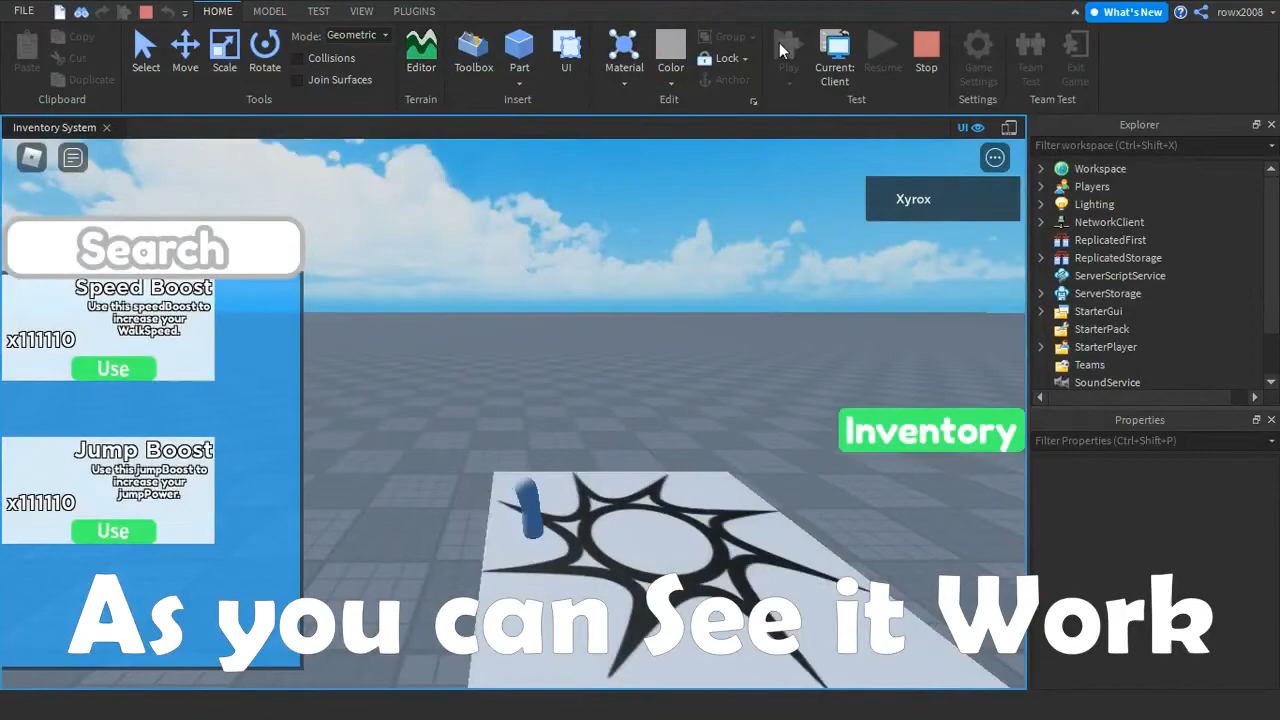 FILE
HOME
MODEL
TEST
VIEW
PLUGINS
What's New
rowx2008
Paste
Copy
Cut
Duplicate
Clipboard
Select
Move
Scale
Rotate
Mode: Geometric
Collisions
Join Surfaces
Tools
Editor
Terrain
Toolbox
Part
UI
Insert
Material
Color
Group
Lock
Anchor
Edit
Play
Current:
Client
Resume
Stop
Test
Game
Settings
Settings
Team
Test
Exit
Game
Team Test
Inventory System
UI
Xyrox
Search
Speed Boost
Use this speedBoost to
increase your
WalkSpeed.
x111110
Use
Jump Boost
Use this jumpBoost to
increase your
jumpPower.
x111110
Use
Inventory
As you can See it Work
Explorer
Filter workspace (Ctrl+Shift+X)
Workspace
Players
Lighting
NetworkClient
ReplicatedFirst
ReplicatedStorage
ServerScriptService
ServerStorage
StarterGui
StarterPack
StarterPlayer
Teams
SoundService
Properties
Filter Properties (Ctrl+Shift+P)